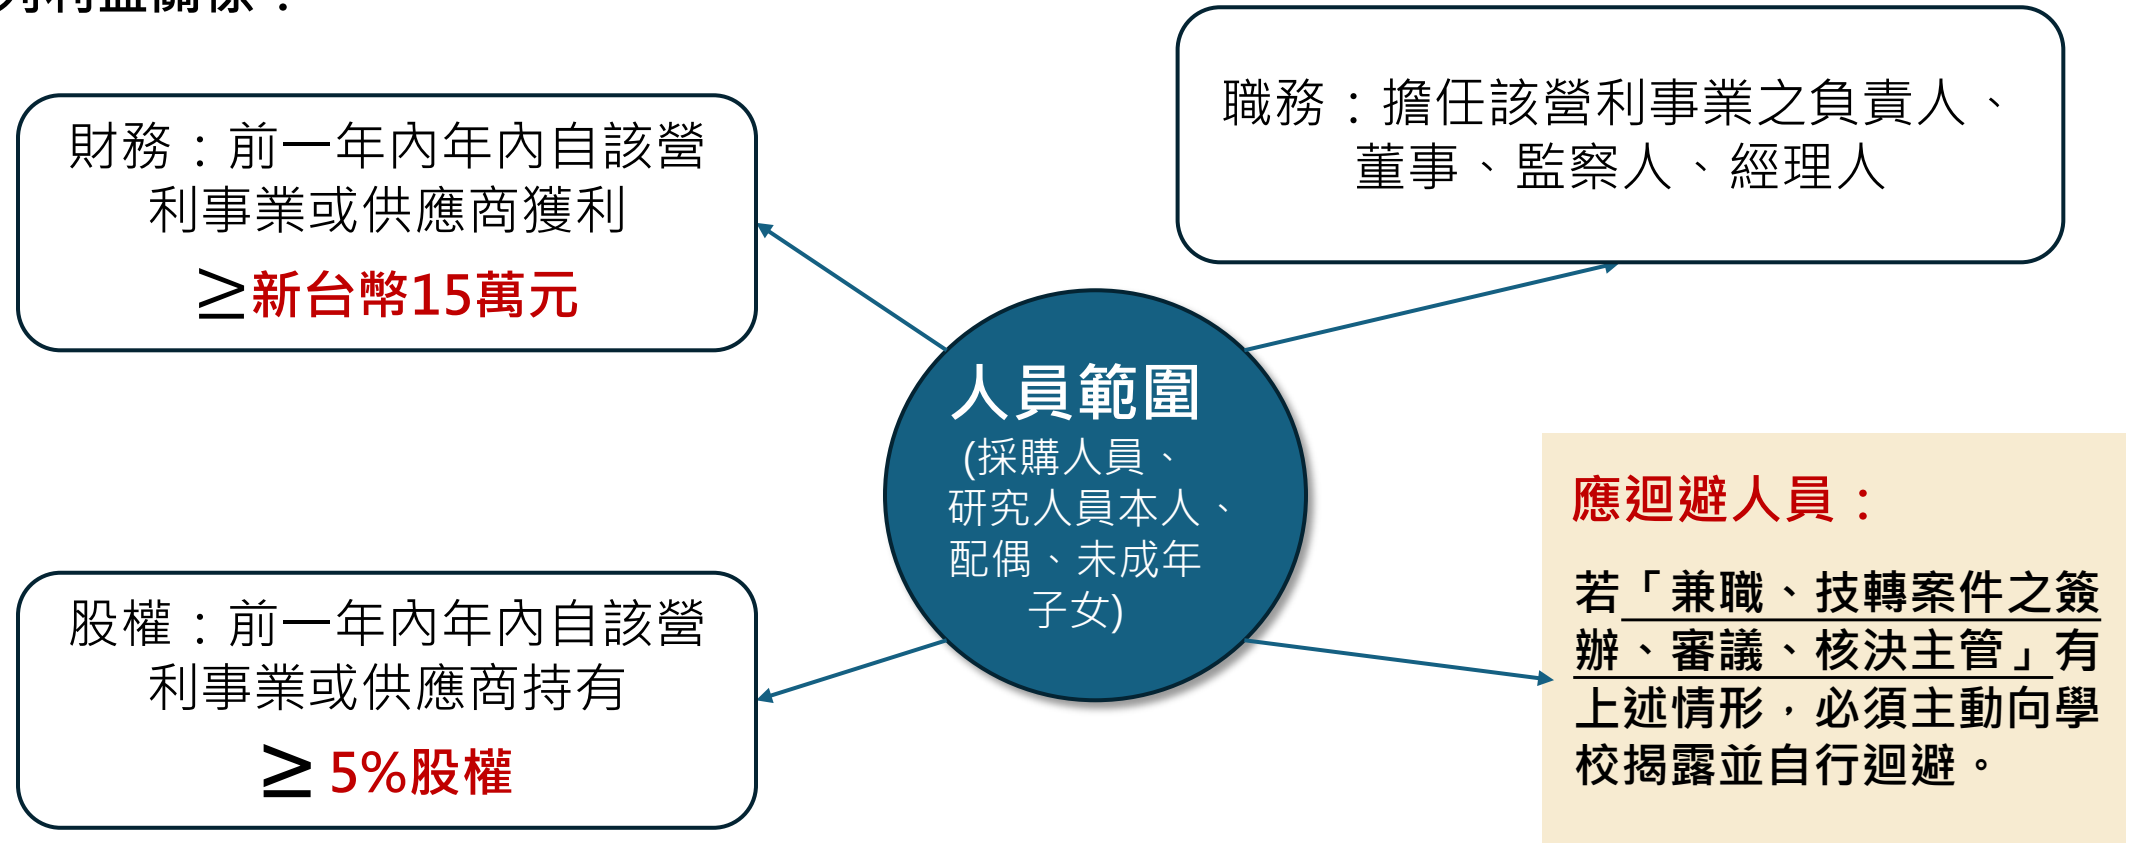 利益關係：
財務：前一年內年內自該營
利事業或供應商獲利
≥新台幣15萬元
職務：擔任該營利事業之負責人、
董事、監察人、經理人
人員範圍
(採購人員、
研究人員本人、
配偶、未成年
子女)
股權：前一年內年內自該營
利事業或供應商持有
≥ 5%股權
應迴避人員：
若「兼職、技轉案件之簽
辦、審議、核決主管」有
上述情形，必須主動向學
校揭露並自行迴避。